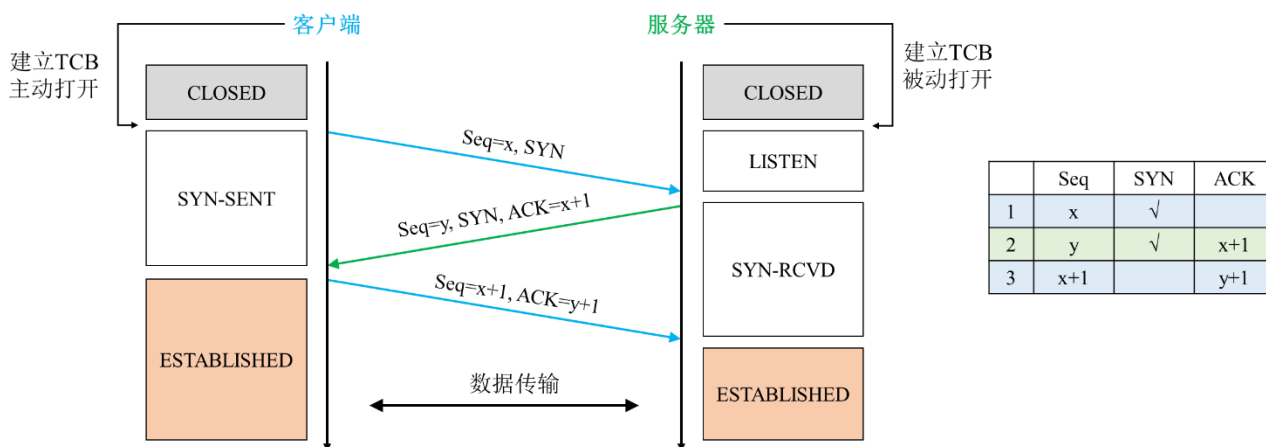 客户端
服务器
建立TCB
主动打开
建立TCB
被动打开
CLOSED
CLOSED
Seq=x, SYN
LISTEN
SYN-SENT
Seq=y, SYN, ACK=x+1
SYN-RCVD
Seq=x+1, ACK=y+1
ESTABLISHED
数据传输
ESTABLISHED
Seq SYN ACK
1 x √
2 y √ x+1
3 x+1 y+1